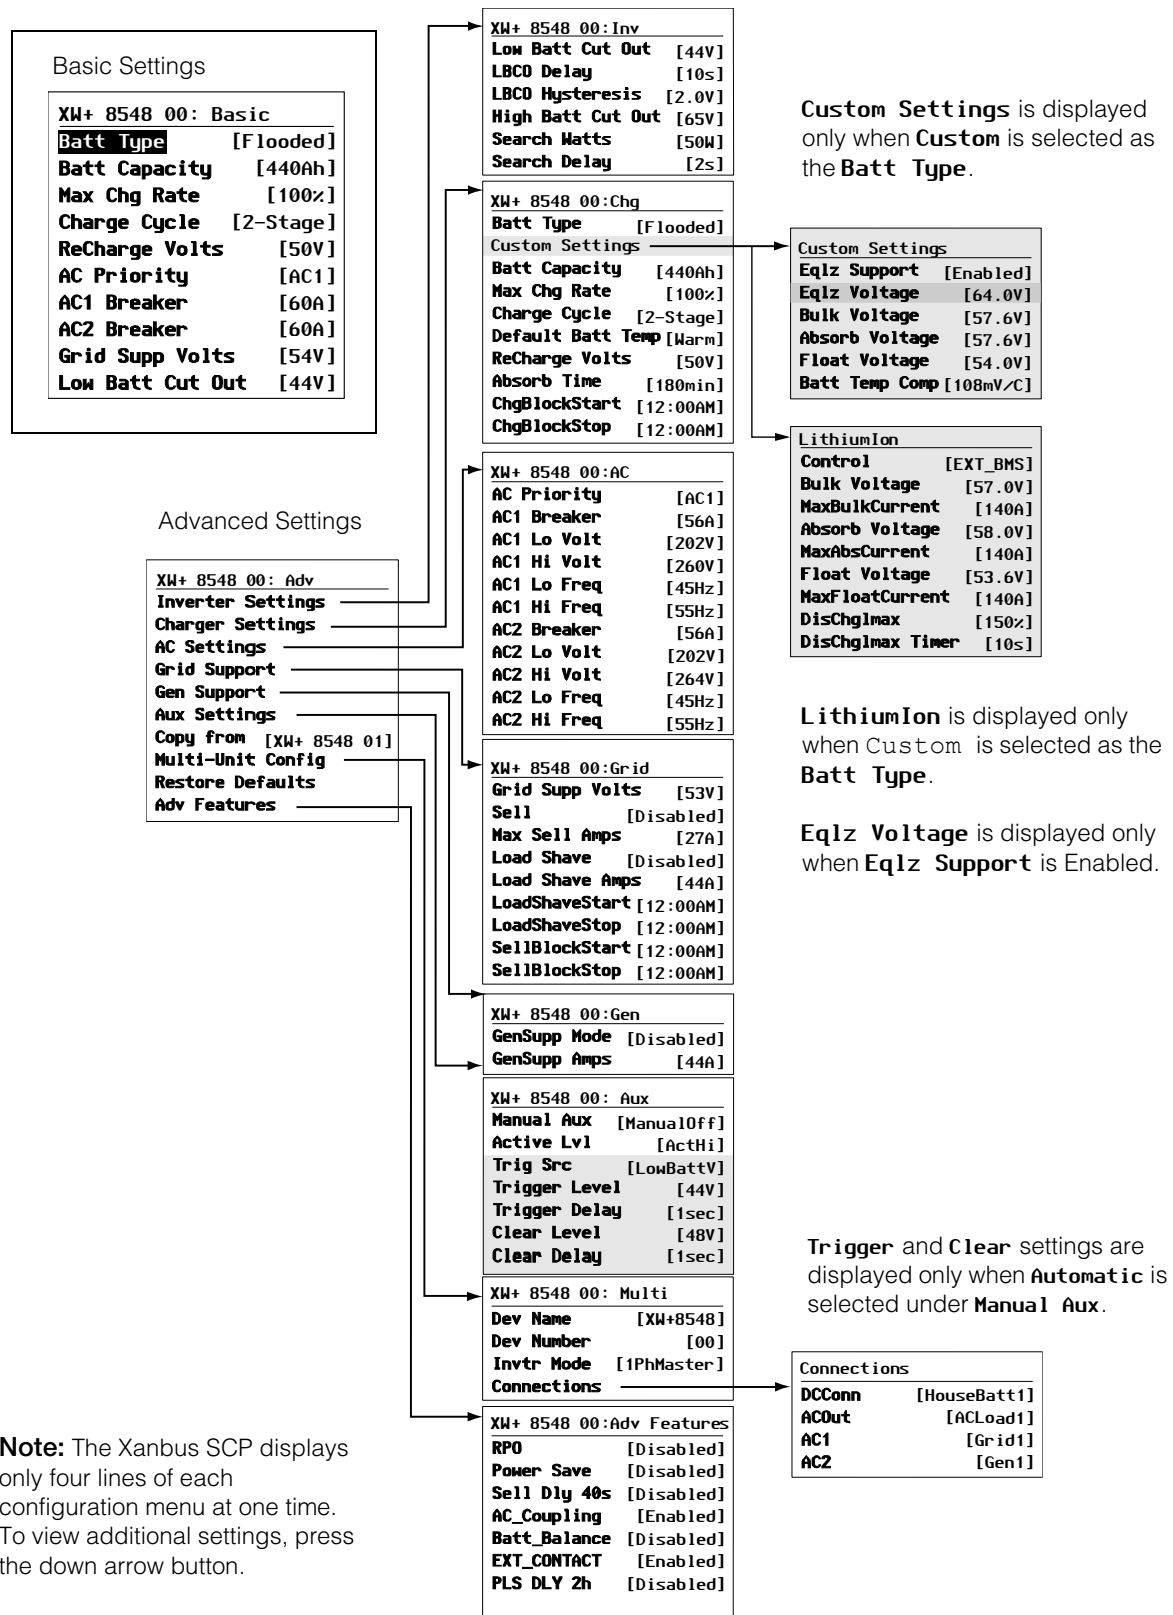 Basic Settings
XW+ 8548 00: Basic
Batt Type [Flooded]
Batt Capacity [440Ah]
Max Chg Rate [100%]
Charge Cycle [2-Stage]
ReCharge Volts [50V]
AC Priority [AC1]
AC1 Breaker [60A]
AC2 Breaker [60A]
Grid Supp Volts [54V]
Low Batt Cut Out [44V]
Advanced Settings
XW+ 8548 00: Adv
Inverter Settings
Charger Settings
AC Settings
Grid Support
Gen Support
Aux Settings
Copy from [XW+ 8548 01]
Multi-Unit Config
Restore Defaults
Adv Features
XW+ 8548 00:Inv
Low Batt Cut Out [44V]
LBCO Delay [10s]
LBCO Hysteresis [2.0V]
High Batt Cut Out [65V]
Search Watts [50W]
Search Delay [2s]
XW+ 8548 00:Chg
Batt Type [Flooded]
Custom Settings
Batt Capacity [440Ah]
Max Chg Rate [100%]
Charge Cycle [2-Stage]
Default Batt Temp [Warm]
ReCharge Volts [50V]
Absorb Time [180min]
ChgBlockStart [12:00AM]
ChgBlockStop [12:00AM]
XW+ 8548 00:AC
AC Priority [AC1]
AC1 Breaker [56A]
AC1 Lo Volt [202V]
AC1 Hi Volt [260V]
AC1 Lo Freq [45Hz]
AC1 Hi Freq [55Hz]
AC2 Breaker [56A]
AC2 Lo Volt [202V]
AC2 Hi Volt [264V]
AC2 Lo Freq [45Hz]
AC2 Hi Freq [55Hz]
XW+ 8548 00:Grid
Grid Supp Volts [53V]
Sell [Disabled]
Max Sell Amps [27A]
Load Shave [Disabled]
Load Shave Amps [44A]
LoadShaveStart [12:00AM]
LoadShaveStop [12:00AM]
SellBlockStart [12:00AM]
SellBlockStop [12:00AM]
XW+ 8548 00:Gen
GenSupp Mode [Disabled]
GenSupp Amps [44A]
XW+ 8548 00: Aux
Manual Aux [ManualOff]
Active Lvl [ActHi]
Trig Src [LowBattV]
Trigger Level [44V]
Trigger Delay [1sec]
Clear Level [48V]
Clear Delay [1sec]
XW+ 8548 00: Multi
Dev Name [XW+8548]
Dev Number [00]
Invtr Mode [1PhMaster]
Connections
XW+ 8548 00:Adv Features
RPO [Disabled]
Power Save [Disabled]
Sell Dly 40s [Disabled]
AC_Coupling [Enabled]
Batt_Balance [Disabled]
EXT_CONTACT [Enabled]
PLS DLY 2h [Disabled]
Custom Settings is displayed
only when Custom is selected as
the Batt Type.
Custom Settings
Eqlz Support [Enabled]
Eqlz Voltage [64.0V]
Bulk Voltage [57.6V]
Absorb Voltage [57.6V]
Float Voltage [54.0V]
Batt Temp Comp [108mV/C]
LithiumIon
Control [EXT_BMS]
Bulk Voltage [57.0V]
MaxBulkCurrent [140A]
Absorb Voltage [58.0V]
MaxAbsCurrent [140A]
Float Voltage [53.6V]
MaxFloatCurrent [140A]
DisChgImax [150%]
DisChgImax Timer [10s]
LithiumIon is displayed only
when Custom is selected as the
Batt Type.
Eqlz Voltage is displayed only
when Eqlz Support is Enabled.
Trigger and Clear settings are
displayed only when Automatic is
selected under Manual Aux.
Connections
DCConn [HouseBatt1]
ACOut [ACLoad1]
AC1 [Grid1]
AC2 [Gen1]
Note: The Xanbus SCP displays
only four lines of each
configuration menu at one time.
To view additional settings, press
the down arrow button.